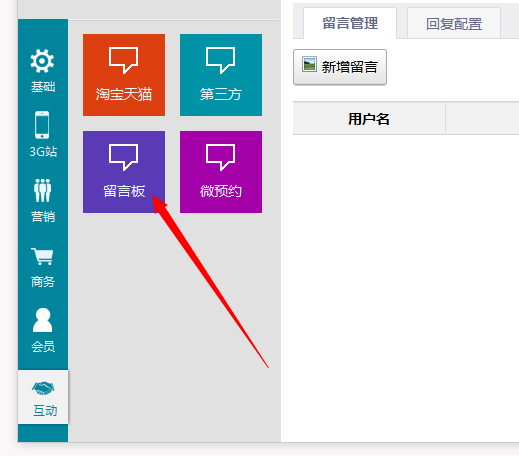 基础
3G站
营销
商务
会员
互动
淘宝天猫
第三方
留言板
微预约
留言管理
回复配置
新增留言
用户名